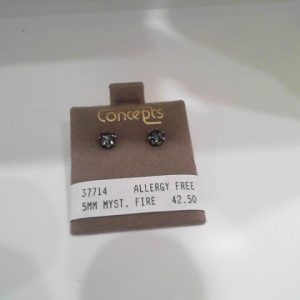 Concepts
37714 ALLERGY FREE
5MM MYST. FIRE 42.50